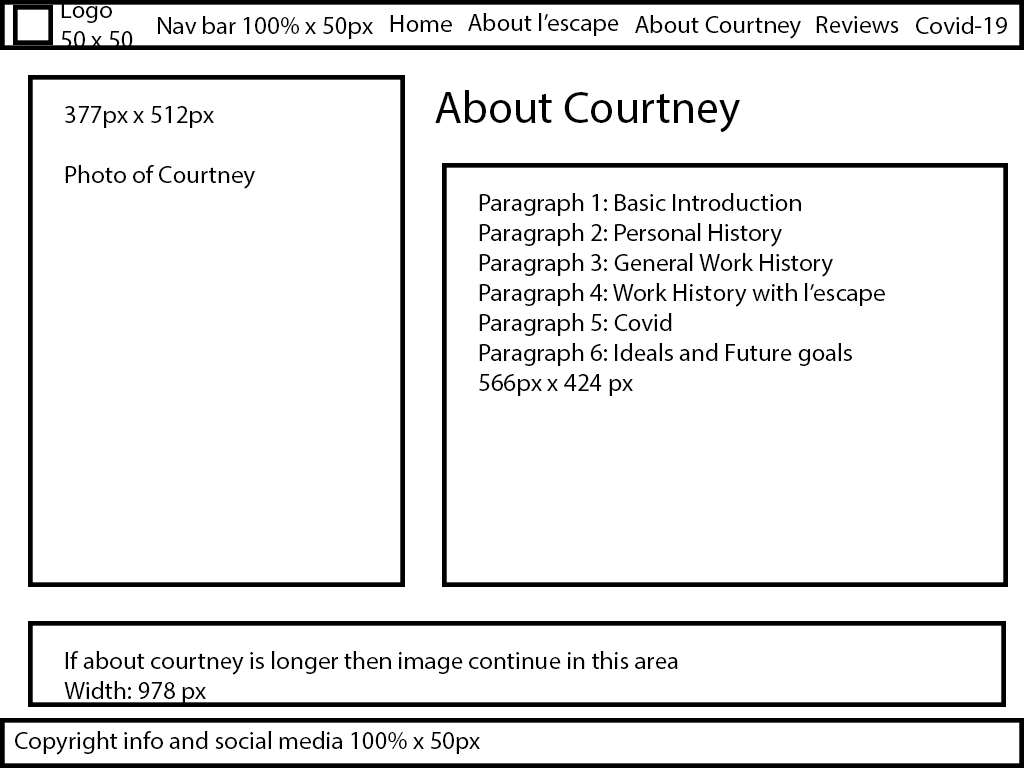 Logo
50 x 50
Nav bar 100% x 50px
Home
About l'escape
About Courtney
Reviews
Covid-19
377px x 512px
Photo of Courtney
About Courtney
Paragraph 1: Basic Introduction
Paragraph 2: Personal History
Paragraph 3: General Work History
Paragraph 4: Work History with l'escape
Paragraph 5: Covid
Paragraph 6: Ideals and Future goals
566px x 424 px
If about courtney is longer then image continue in this area
Width: 978 px
Copyright info and social media 100% x 50px